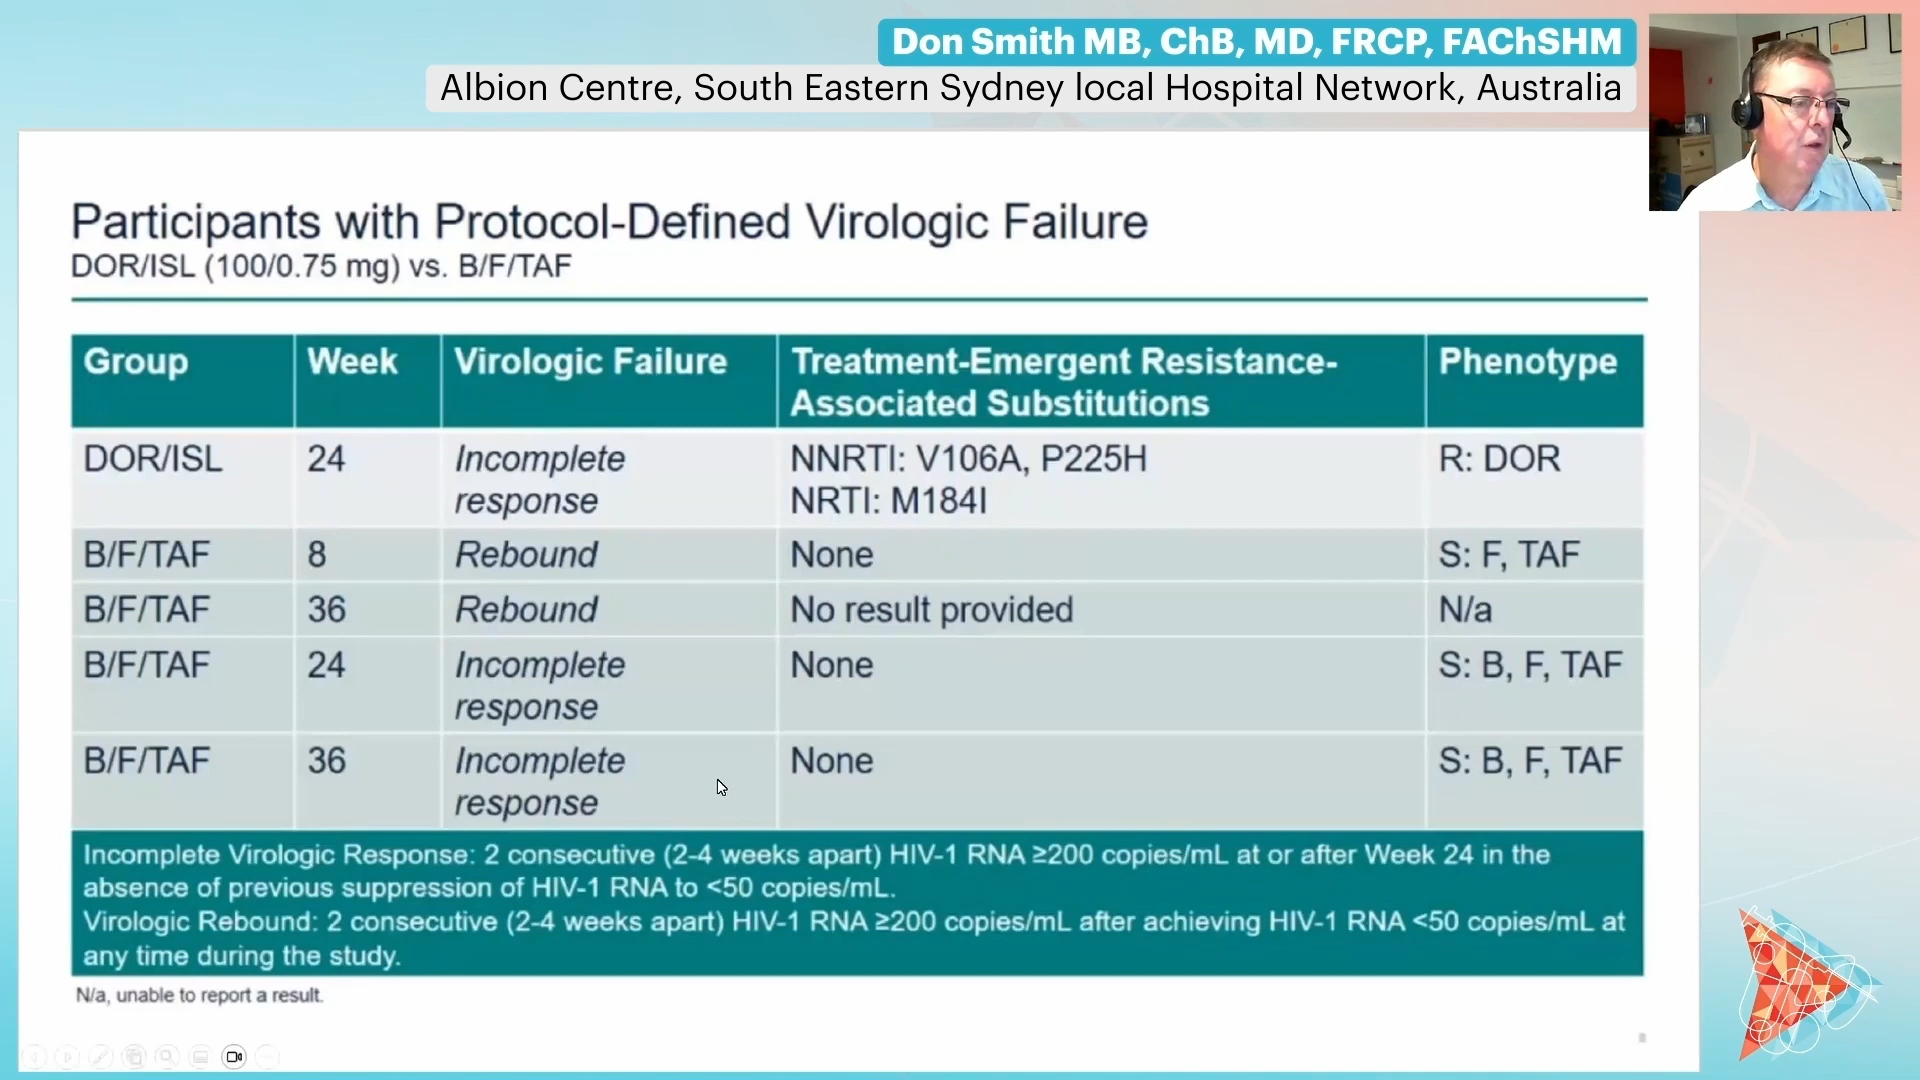 Don Smith MB, ChB, MD, FRCP, FAChSHM
Albion Centre, South Eastern Sydney local Hospital Network, Australia
Participants with Protocol-Defined Virologic Failure
DOR/ISL (100/0.75 mg) vs. B/F/TAF
Group Week Virologic Failure Treatment-Emergent Resistance-
Associated Substitutions Phenotype
DOR/ISL 24 Incomplete NNRTI: V106A, P225H R: DOR
response NRTI: M184I
B/F/TAF 8 Rebound None S: F, TAF
B/F/TAF 36 Rebound No result provided N/a
B/F/TAF 24 Incomplete None S: B, F, TAF
response
B/F/TAF 36 Incomplete None S: B, F, TAF
response
Incomplete Virologic Response: 2 consecutive (2-4 weeks apart) HIV-1 RNA ≥200 copies/mL at or after Week 24 in the
absence of previous suppression of HIV-1 RNA to <50 copies/mL.
Virologic Rebound: 2 consecutive (2-4 weeks apart) HIV-1 RNA ≥200 copies/mL after achieving HIV-1 RNA <50 copies/mL at
any time during the study.
N/a, unable to report a result.